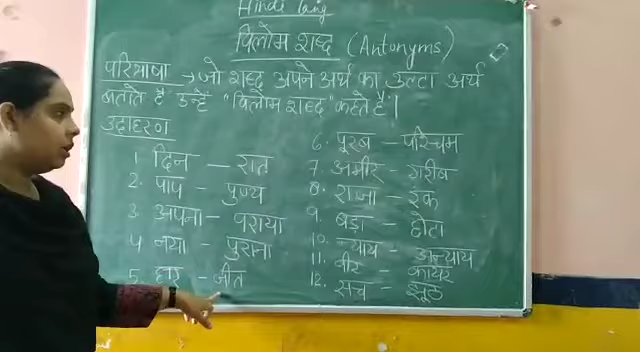 Hindi lang
विलोम शब्द (Antonyms)
परिभाषा → जो शब्द अपने अर्थ का उल्टा अर्थ
बताते है उन्हें "विलोम शब्द" कहते हैं।
उदाहरण
1. दिन — रात
2. पाप - पुण्य
3. अपना - पराया
4. नया - पुराना
5. हार - जीत
6. पूरब - पश्चिम
7. अमीर - गरीब
8. राजा - रंक
9. बड़ा - छोटा
10. न्याय - अन्याय
11. वीर - कायर
12. सच - झूठ